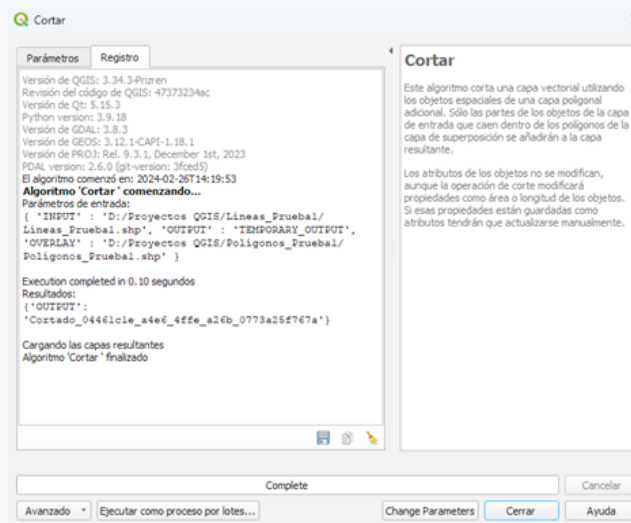 Cortar
Parámetros
Registro
Versión de QGIS: 3.34.3-Prizren
Revisión del código de QGIS: 47373234ac
Versión de Qt: 5.15.3
Python version: 3.9.18
Versión de GDAL: 3.8.3
Versión de GEOS: 3.12.1-CAPI-1.18.1
Versión de PROJ: Rel. 9.3.1, December 1st, 2023
PDAL version: 2.6.0 (git-version: 3fced5)
El algoritmo comenzó en: 2024-02-26T14:19:53
Algoritmo 'Cortar ' comenzando...
Parámetros de entrada:
{ 'INPUT' : 'D:/Proyectos QGIS/Lineas_Prueba1/
Lineas_Prueba1.shp', 'OUTPUT' : 'TEMPORARY_OUTPUT',
'OVERLAY' : 'D:/Proyectos QGIS/Poligonos_Prueba1/
Poligonos_Prueba1.shp' }
Execution completed in 0.10 segundos
Resultados:
{'OUTPUT':
'Cortado_04461c1e_a4e6_4ffe_a26b_0773a25f767a'}
Cargando las capas resultantes
Algoritmo 'Cortar ' finalizado
Cortar
Este algoritmo corta una capa vectorial utilizando
los objetos espaciales de una capa poligonal
adicional. Sólo las partes de los objetos de la capa
de entrada que caen dentro de los polígonos de la
capa de superposición se añadirán a la capa
resultante.
Los atributos de los objetos no se modifican,
aunque la operación de corte modificará
propiedades como área o longitud de los objetos.
Si esas propiedades están guardadas como
atributos tendrán que actualizarse manualmente.
Complete
Cancelar
Avanzado
Ejecutar como proceso por lotes...
Change Parameters
Cerrar
Ayuda